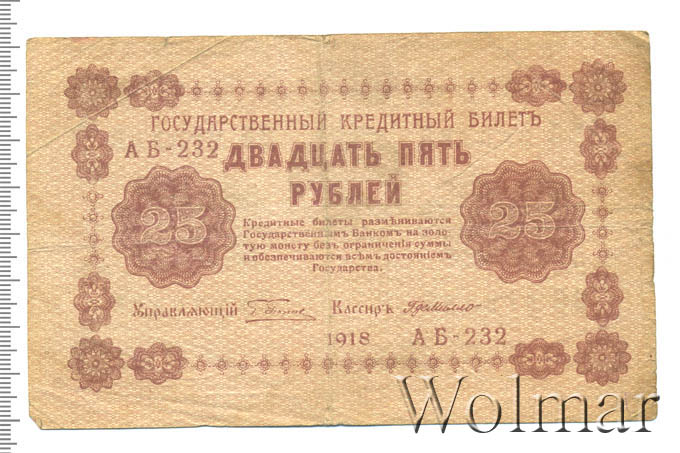 ГОСУДАРСТВЕННЫЙ КРЕДИТНЫЙ БИЛЕТЪ
АБ-232 ДВАДЦАТЬ ПЯТЬ
РУБЛЕЙ
25 25
Кредитные билеты размѣниваются
Государственнымъ Банкомъ на золо-
тую монету безъ ограниченія суммы
и обезпечиваются всѣмъ достояніемъ
Государства.
Управляющій Кассиръ
1918 АБ-232
Wolmar